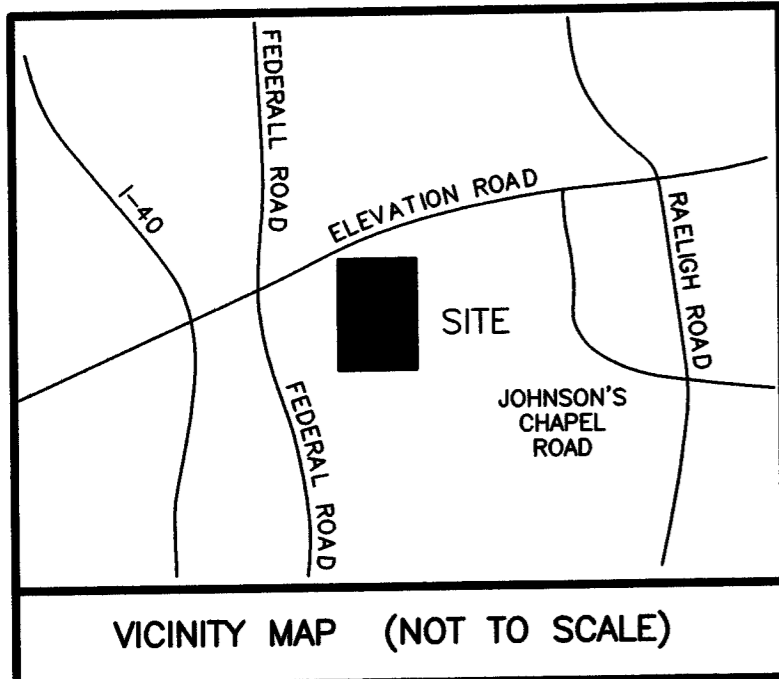 FEDERALL ROAD
I-40
ELEVATION ROAD
RAELIGH ROAD
SITE
FEDERAL ROAD
JOHNSON'S
CHAPEL
ROAD
VICINITY MAP (NOT TO SCALE)